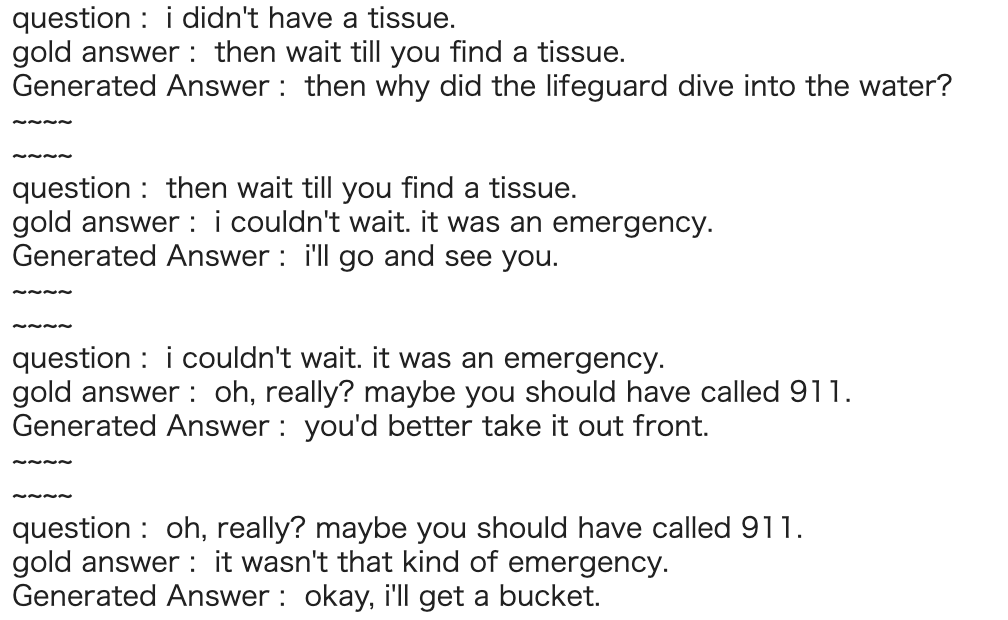 question :  i didn't have a tissue.
gold answer :  then wait till you find a tissue.
Generated Answer :  then why did the lifeguard dive into the water?
~~~~
~~~~
question :  then wait till you find a tissue.
gold answer :  i couldn't wait. it was an emergency.
Generated Answer :  i'll go and see you.
~~~~
~~~~
question :  i couldn't wait. it was an emergency.
gold answer :  oh, really? maybe you should have called 911.
Generated Answer :  you'd better take it out front.
~~~~
~~~~
question :  oh, really? maybe you should have called 911.
gold answer :  it wasn't that kind of emergency.
Generated Answer :  okay, i'll get a bucket.